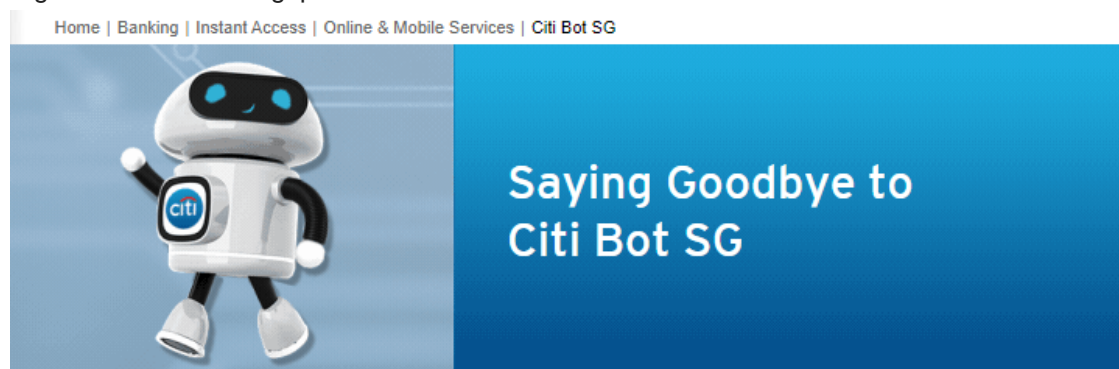 Home | Banking | Instant Access | Online & Mobile Services | Citi Bot SG
citi
Saying Goodbye to
Citi Bot SG